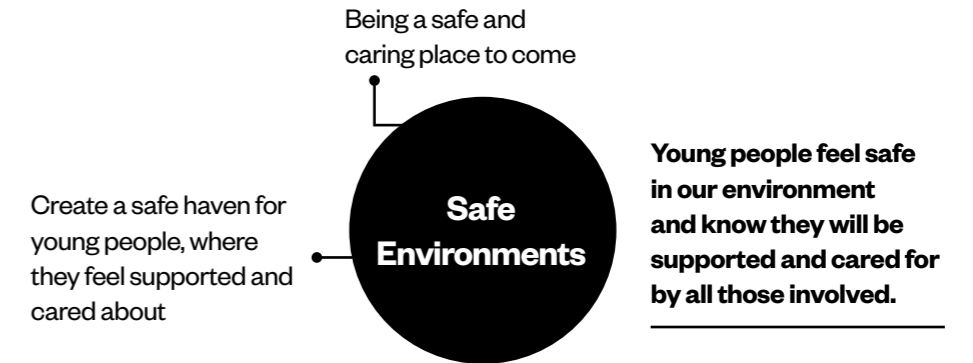 Being a safe and
caring place to come
Create a safe haven for
young people, where
they feel supported and
cared about
Safe
Environments
Young people feel safe
in our environment
and know they will be
supported and cared for
by all those involved.